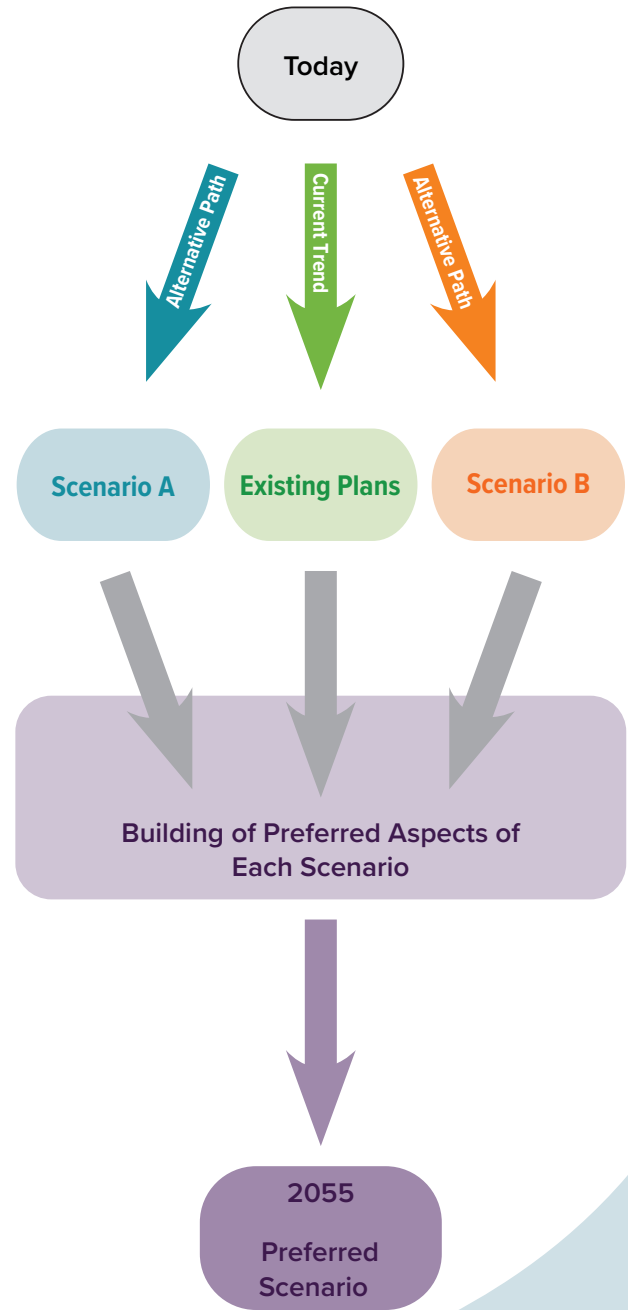 Today
Alternative Path
Current Trend
Alternative Path
Scenario A
Existing Plans
Scenario B
Building of Preferred Aspects of
Each Scenario
2055
Preferred
Scenario